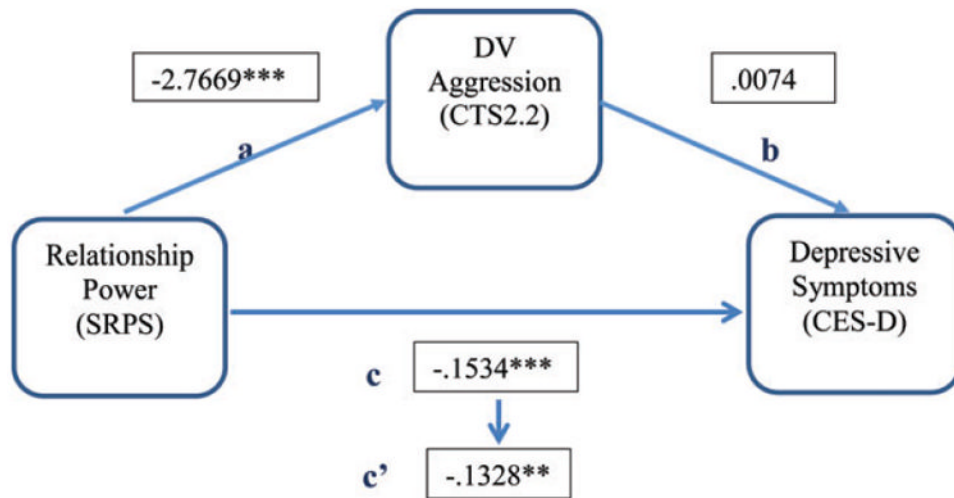 DV
Aggression
(CTS2.2)
-2.7669***
.0074
a
b
Relationship
Power
(SRPS)
Depressive
Symptoms
(CES-D)
c
-.1534***
c’
-.1328**